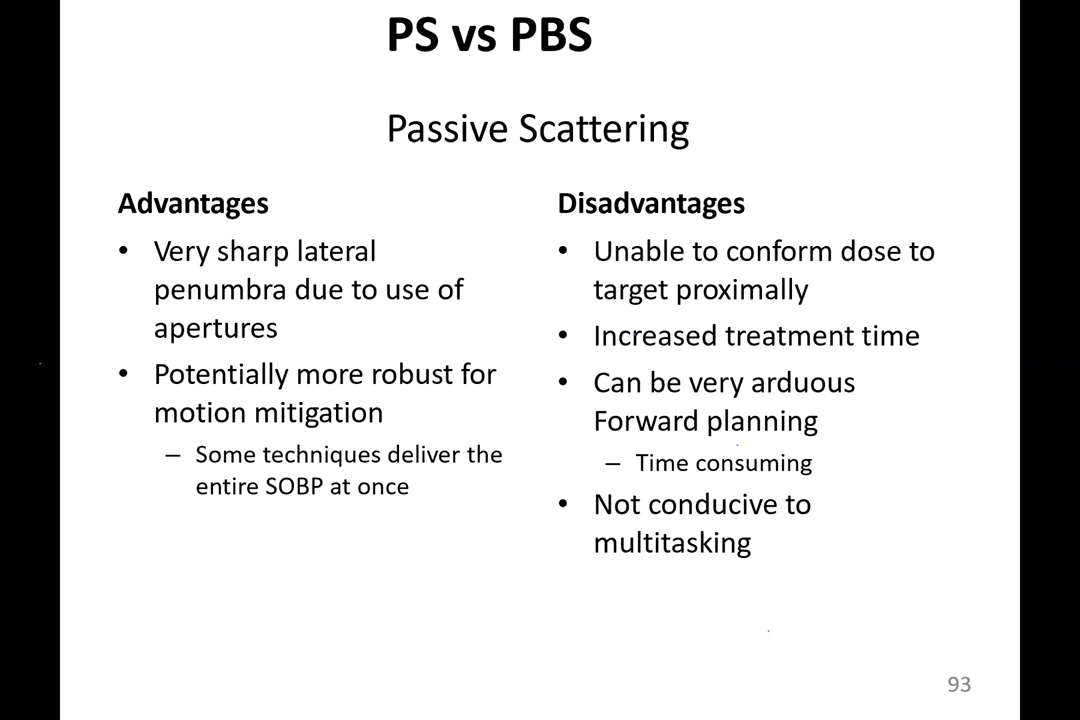 PS vs PBS
Passive Scattering
Advantages
• Very sharp lateral
penumbra due to use of
apertures
• Potentially more robust for
motion mitigation
– Some techniques deliver the
entire SOBP at once
Disadvantages
• Unable to conform dose to
target proximally
• Increased treatment time
• Can be very arduous
Forward planning
– Time consuming
• Not conducive to
multitasking
93